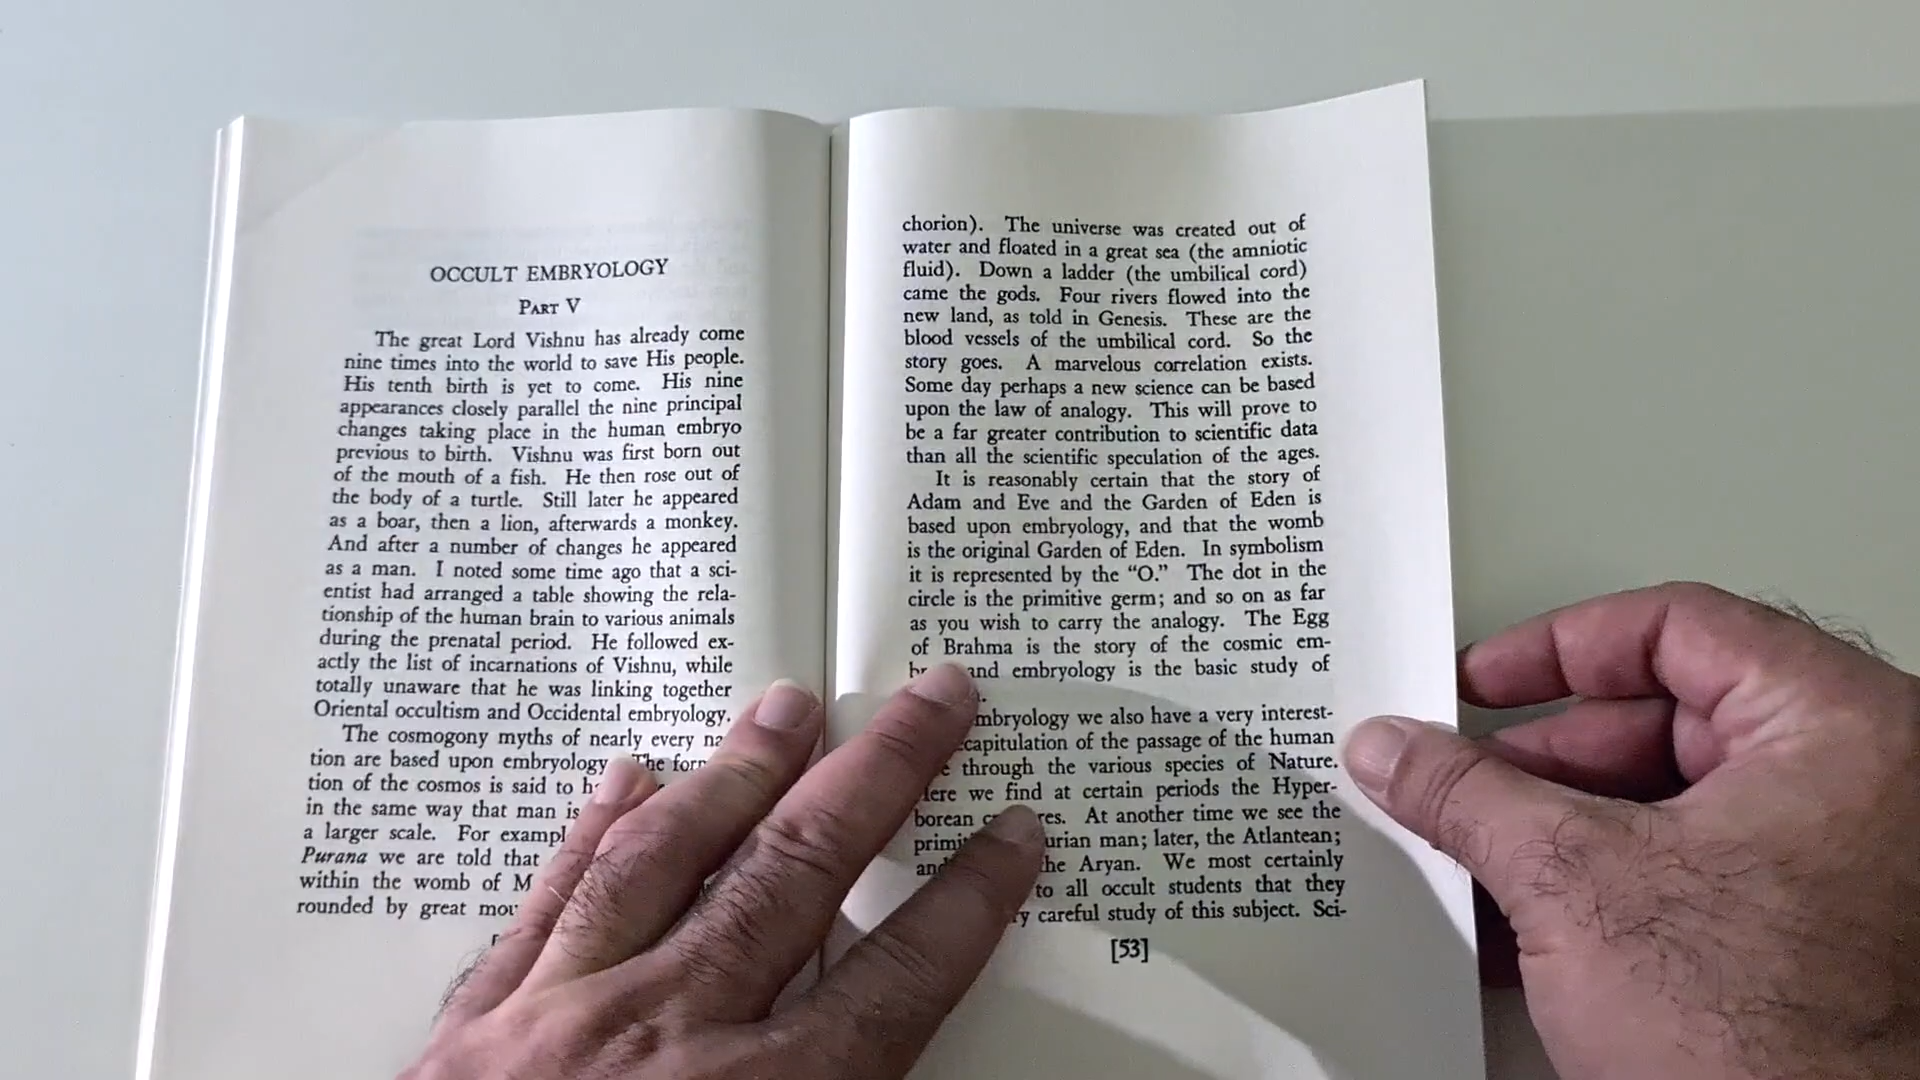 OCCULT EMBRYOLOGY
PART V
The great Lord Vishnu has already come
nine times into the world to save His people.
His tenth birth is yet to come. His nine
appearances closely parallel the nine principal
changes taking place in the human embryo
previous to birth. Vishnu was first born out
of the mouth of a fish. He then rose out of
the body of a turtle. Still later he appeared
as a boar, then a lion, afterwards a monkey.
And after a number of changes he appeared
as a man. I noted some time ago that a sci-
entist had arranged a table showing the rela-
tionship of the human brain to various animals
during the prenatal period. He followed ex-
actly the list of incarnations of Vishnu, while
totally unaware that he was linking together
Oriental occultism and Occidental embryology.
The cosmogony myths of nearly every na
tion are based upon embryology The
tion of the cosmos is said to
in the same way that man is
a larger scale. For
Purana we are told that
within the womb of
rounded by great
chorion). The universe was created out of
water and floated in a great sea (the amniotic
fluid). Down a ladder (the umbilical cord)
came the gods. Four rivers flowed into the
new land, as told in Genesis. These are the
blood vessels of the umbilical cord. So the
story goes. A marvelous correlation exists.
Some day perhaps a new science can be based
upon the law of analogy. This will prove to
be a far greater contribution to scientific data
than all the scientific speculation of the ages.
It is reasonably certain that the story of
Adam and Eve and the Garden of Eden is
based upon embryology, and that the womb
is the original Garden of Eden. In symbolism
it is represented by the “O.” The dot in the
circle is the primitive germ; and so on as far
as you wish to carry the analogy. The Egg
of Brahma is the story of the cosmic em-
and embryology is the basic study of
we also have a very interest-
of the passage of the human
through the various species of Nature.
we find at certain periods the Hyper-
borean At another time we see the
man; later, the Atlantean;
the Aryan. We most certainly
to all occult students that they
careful study of this subject. Sci-
[53]